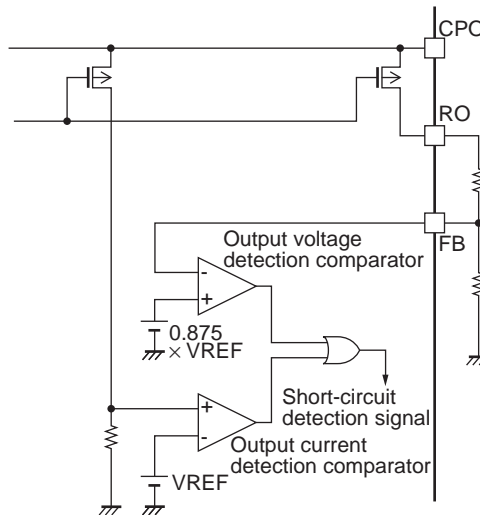 CPO
RO
FB
Output voltage
detection comparator
-
+
0.875
× VREF
Short-circuit
detection signal
+
-
Output current
detection comparator
VREF